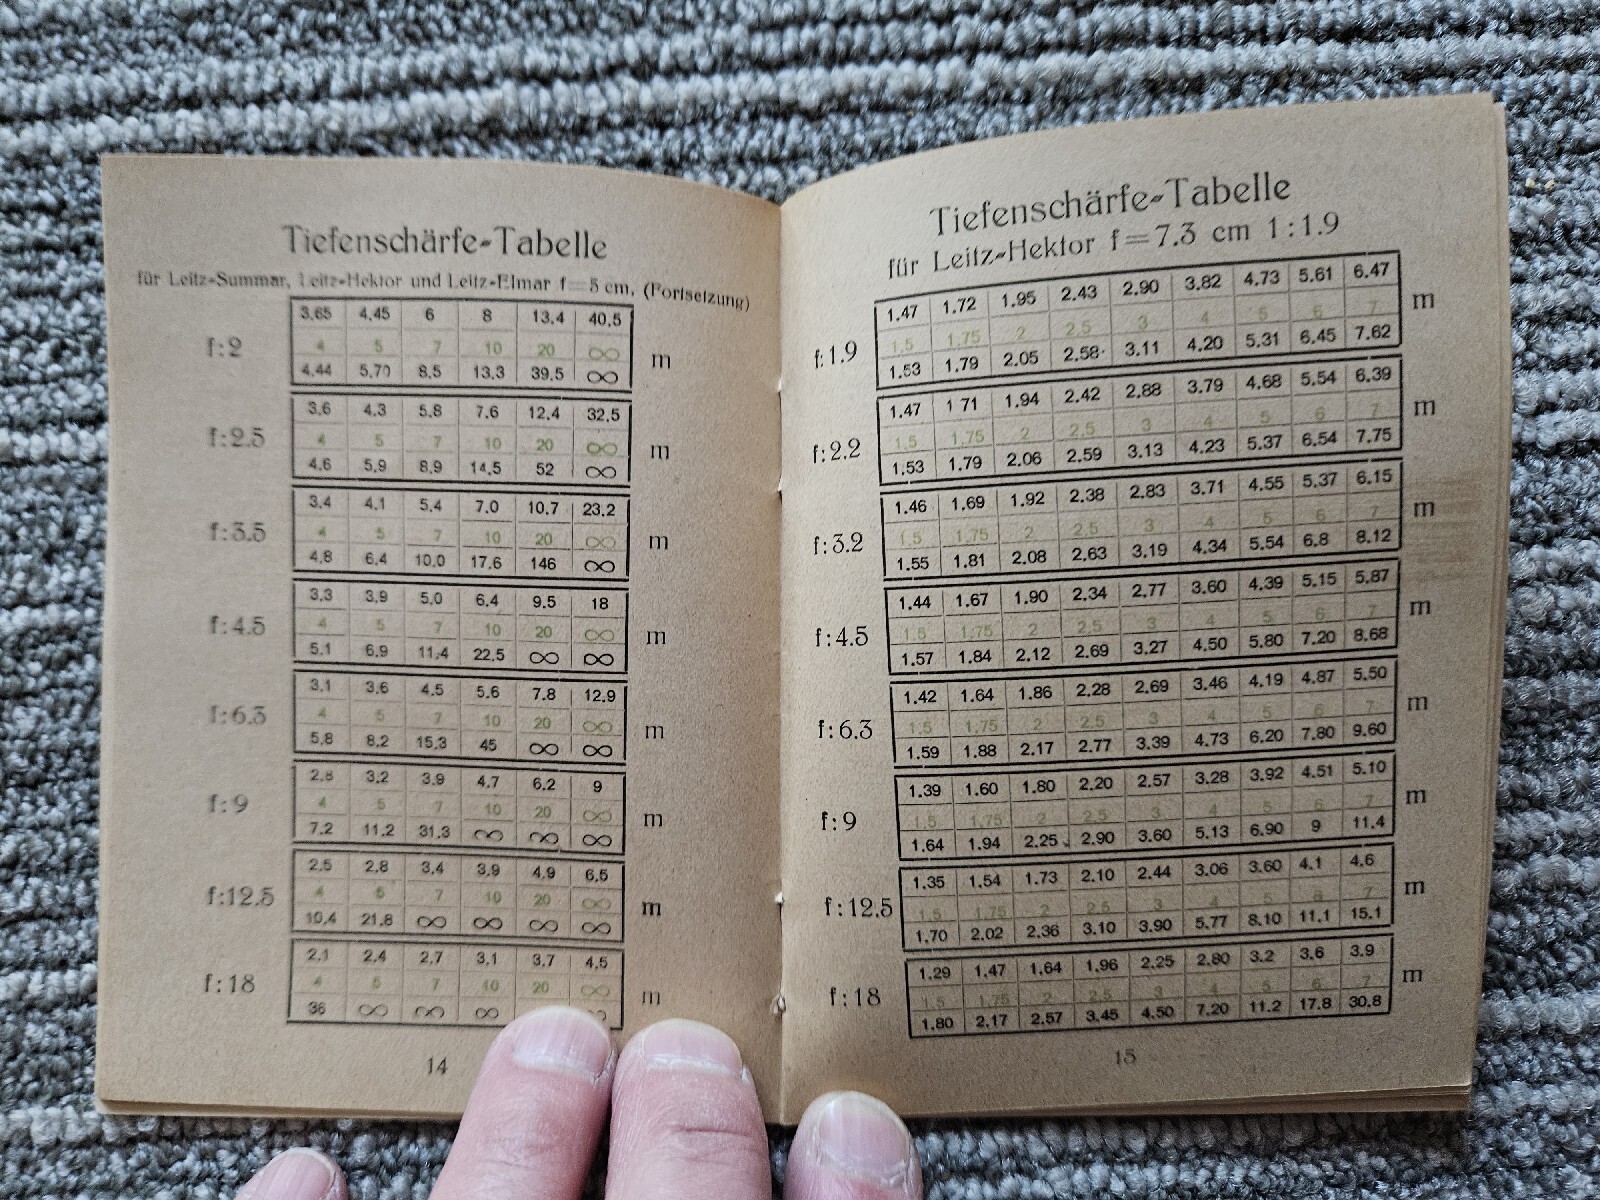 Tiefenschärfe-Tabelle
für Leitz-Summar, Leitz-Hektor und Leitz-Elmar f=5 cm, (Fortsetzung)
3,65 4,45 6 8 13,4 40,5
f:2 4 5 7 10 20 ∞ m
4,44 5,70 8,5 13,3 39,5 ∞
3,6 4,3 5,8 7,6 12,4 32,5
f:2.5 4 5 7 10 20 ∞ m
4,6 5,9 8,9 14,5 52 ∞
3,4 4,1 5,4 7,0 10,7 23,2
f:3.5 4 5 7 10 20 ∞ m
4,8 6,4 10,0 17,6 146 ∞
3,3 3,9 5,0 6,4 9,5 18
f:4.5 4 5 7 10 20 ∞ m
5,1 6,9 11,4 22,5 ∞ ∞
3,1 3,6 4,5 5,6 7,8 12,9
f:6.3 4 5 7 10 20 ∞ m
5,8 8,2 15,3 45 ∞ ∞
2,8 3,2 3,9 4,7 6,2 9
f:9 4 5 7 10 20 ∞ m
7,2 11,2 31,3 ∞ ∞ ∞
2,5 2,8 3,4 3,9 4,9 6,5
f:12.5 4 5 7 10 20 ∞ m
10,4 21,8 ∞ ∞ ∞ ∞
2,1 2,4 2,7 3,1 3,7 4,5
f:18 4 5 7 10 20 ∞ m
36 ∞ ∞ ∞
14
Tiefenschärfe-Tabelle
für Leitz-Hektor f=7.3 cm 1:1.9
1.47 1.72 1.95 2.43 2.90 3.82 4.73 5.61 6.47
f:1.9 1,5 1,75 2 2,5 3 4 5 6 7 m
1.53 1.79 2.05 2.58 3.11 4.20 5.31 6.45 7.62
1.47 1 71 1.94 2.42 2.88 3.79 4.68 5.54 6.39
f:2.2 1,5 1,75 2 2,5 3 4 5 6 7 m
1.53 1.79 2.06 2.59 3.13 4.23 5.37 6.54 7.75
1.46 1.69 1.92 2.38 2.83 3.71 4.55 5.37 6.15
f:3.2 1,5 1,75 2 2,5 3 4 5 6 7 m
1.55 1.81 2.08 2.63 3.19 4.34 5.54 6.8 8.12
1.44 1.67 1.90 2.34 2.77 3.60 4.39 5.15 5.87
f:4.5 1,5 1,75 2 2,5 3 4 5 6 7 m
1.57 1.84 2.12 2.69 3.27 4.50 5.80 7.20 8.68
1.42 1.64 1.86 2.28 2.69 3.46 4.19 4.87 5.50
f:6.3 1,5 1,75 2 2,5 3 4 5 6 7 m
1.59 1.88 2.17 2.77 3.39 4.73 6.20 7.80 9.60
1.39 1.60 1.80 2.20 2.57 3.28 3.92 4.51 5.10
f:9 1,5 1,75 2 2,5 3 4 5 6 7 m
1.64 1.94 2.25 2.90 3.60 5.13 6.90 9 11.4
1.35 1.54 1.73 2.10 2.44 3.06 3.60 4.1 4.6
f:12.5 1,5 1,75 2 2,5 3 4 5 6 7 m
1.70 2.02 2.36 3.10 3.90 5.77 8.10 11.1 15.1
1.29 1.47 1.64 1.96 2.25 2.80 3.2 3.6 3.9
f:18 1,5 1,75 2 2,5 3 4 5 6 7 m
1.80 2.17 2.57 3.45 4.50 7.20 11.2 17.8 30.8
15